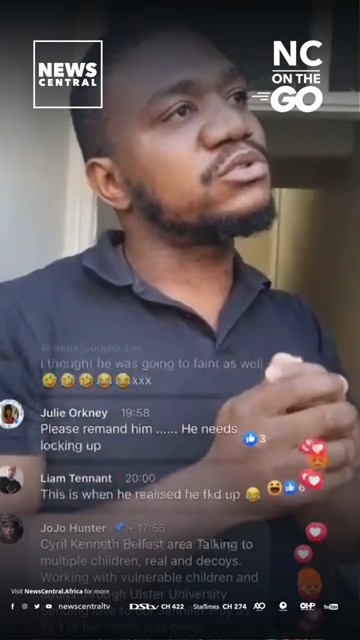 NEWS
CENTRAL
NC
ON THE
GO
i thought he was going to faint as well
🤣🤣🤣😂😂xxx
Julie Orkney 19:58
Please remand him ...... He needs
locking up
3
Liam Tennant 20:00
This is when he realised he fkd up 😂
6
JoJo Hunter 17:55
Cyril Kenneth Belfast area Talking to
multiple children, real and decoys.
Working with vulnerable children and
through Ulster University
Visit NewsCentral.Africa for more
newscentraltv
DStv CH 422
StarTimes CH 274